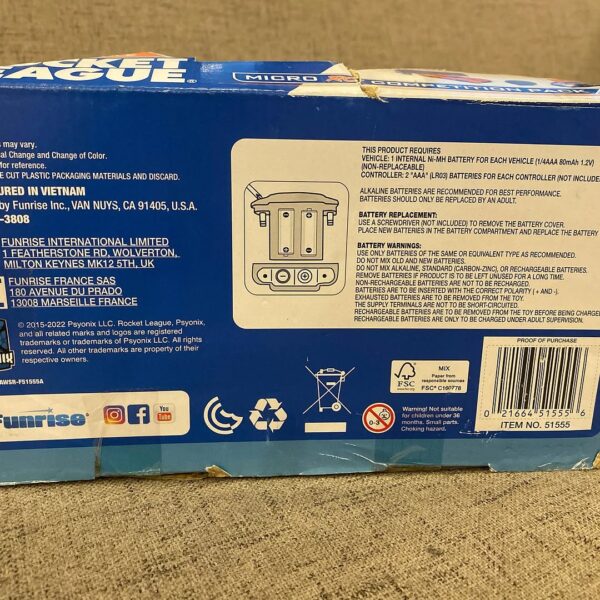 CKET
LEAGUE®
MICRO COMPETITION PACK
s may vary.
al Change and Change of Color.
for reference.
E CUT PLASTIC PACKAGING MATERIALS AND DISCARD.
URED IN VIETNAM
by Funrise Inc., VAN NUYS, CA 91405, U.S.A.
-3808
FUNRISE INTERNATIONAL LIMITED
1 FEATHERSTONE RD, WOLVERTON,
MILTON KEYNES MK12 5TH, UK
FUNRISE FRANCE SAS
180 AVENUE DU PRADO
13008 MARSEILLE FRANCE
© 2015-2022 Psyonix LLC. Rocket League, Psyonix,
and all related marks and logos are registered
trademarks or trademarks of Psyonix LLC. All rights
reserved. All other trademarks are property of their
respective owners.
AWSR-F51555A
Funrise®
You
Tube
THIS PRODUCT REQUIRES
VEHICLE: 1 INTERNAL Ni-MH BATTERY FOR EACH VEHICLE (1/4AAA 80mAh 1.2V)
(NON-REPLACEABLE)
CONTROLLER: 2 "AAA" (LR03) BATTERIES FOR EACH CONTROLLER (NOT INCLUDE
ALKALINE BATTERIES ARE RECOMMENDED FOR BEST PERFORMANCE.
BATTERIES SHOULD ONLY BE REPLACED BY AN ADULT.
BATTERY REPLACEMENT:
USE A SCREWDRIVER (NOT INCLUDED) TO REMOVE THE BATTERY COVER.
PLACE NEW BATTERIES IN THE BATTERY COMPARTMENT AND REPLACE THE BATTERY
BATTERY WARNINGS:
USE ONLY BATTERIES OF THE SAME OR EQUIVALENT TYPE AS RECOMMENDED.
DO NOT MIX OLD AND NEW BATTERIES.
DO NOT MIX ALKALINE, STANDARD (CARBON-ZINC), OR RECHARGEABLE BATTERIES.
REMOVE BATTERIES IF PRODUCT IS TO BE LEFT UNUSED FOR A LONG TIME.
NON-RECHARGEABLE BATTERIES ARE NOT TO BE RECHARGED.
BATTERIES ARE TO BE INSERTED WITH THE CORRECT POLARITY (+ AND -).
EXHAUSTED BATTERIES ARE TO BE REMOVED FROM THE TOY.
THE SUPPLY TERMINALS ARE NOT TO BE SHORT-CIRCUITED.
RECHARGEABLE BATTERIES ARE TO BE REMOVED FROM THE TOY BEFORE BEING CHARGE
RECHARGEABLE ARE ONLY TO BE CHARGED UNDER ADULT SUPERVISION.
0-3
FSC
MIX
Paper from
responsible sources
FSC® C160778
Warning! Not suitable
for children under 36
months. Small parts.
Choking hazard.
PROOF OF PURCHASE
0 21664 51555 6
ITEM NO. 51555